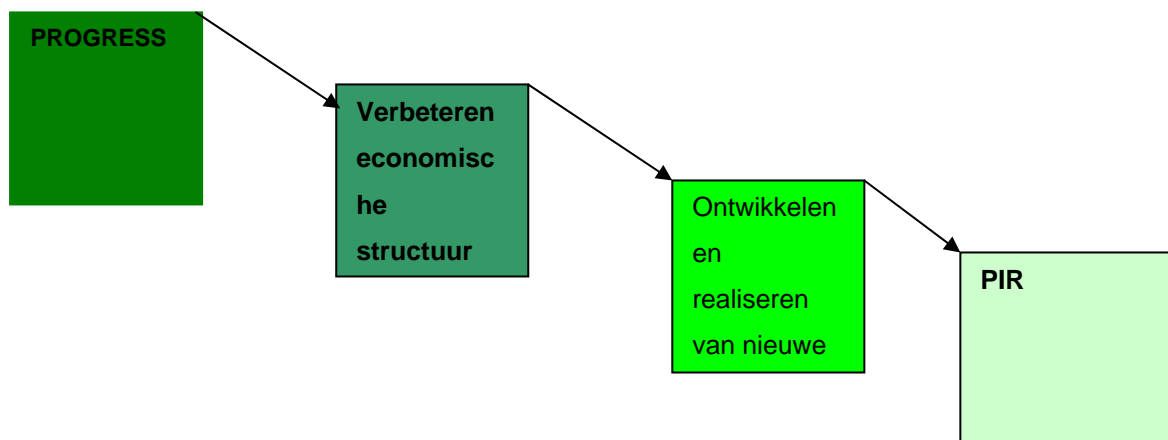 PROGRESS
Verbeteren
economisc
he
structuur
Ontwikkelen
en
realiseren
van nieuwe
PIR